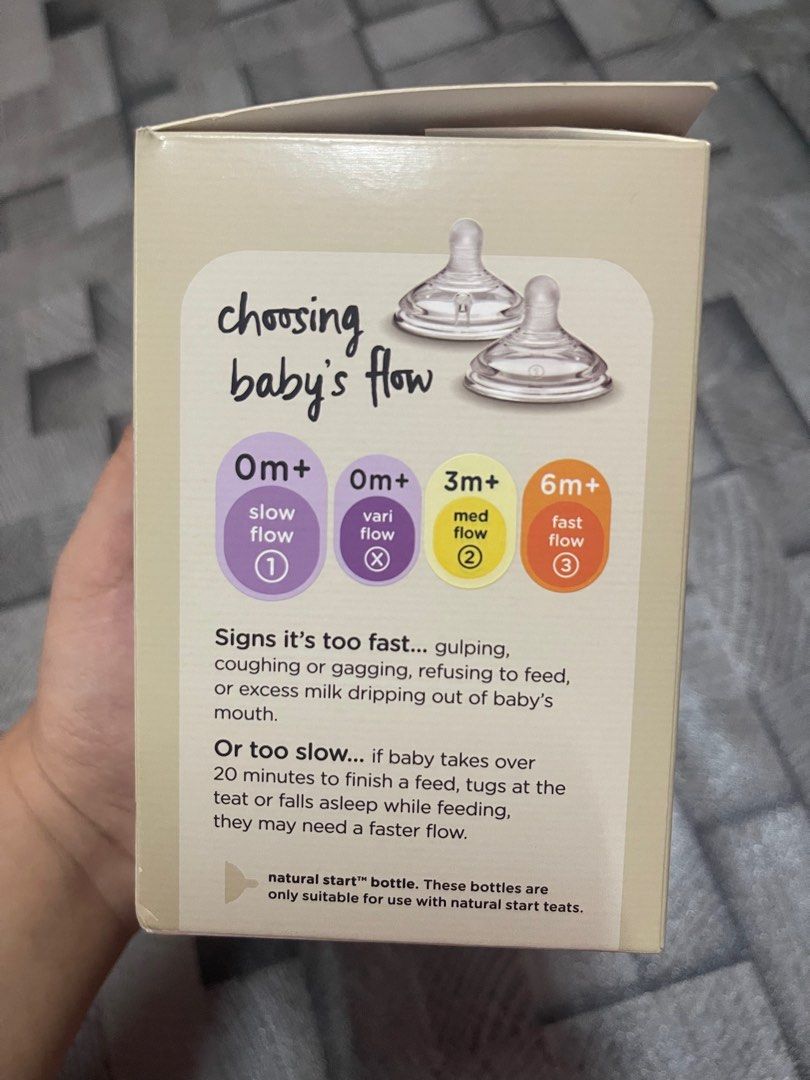 choosing
baby's flow
0m+
slow
flow
1
0m+
vari
flow
X
3m+
med
flow
2
6m+
fast
flow
3
Signs it's too fast... gulping,
coughing or gagging, refusing to feed,
or excess milk dripping out of baby's
mouth.
Or too slow... if baby takes over
20 minutes to finish a feed, tugs at the
teat or falls asleep while feeding,
they may need a faster flow.
natural start™ bottle. These bottles are
only suitable for use with natural start teats.